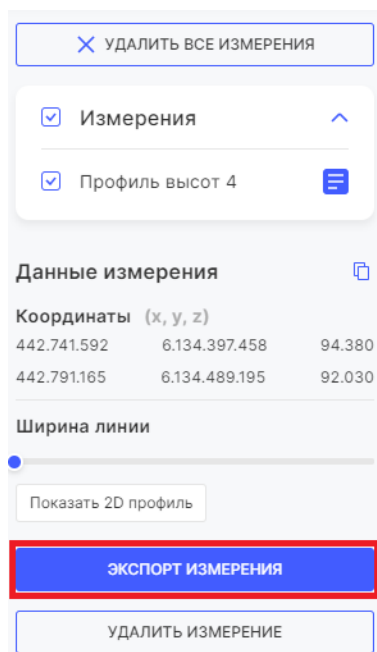 УДАЛИТЬ ВСЕ ИЗМЕРЕНИЯ
Измерения
Профиль высот 4
Данные измерения
Координаты (x, y, z)
442.741.592 6.134.397.458 94.380
442.791.165 6.134.489.195 92.030
Ширина линии
Показать 2D профиль
ЭКСПОРТ ИЗМЕРЕНИЯ
УДАЛИТЬ ИЗМЕРЕНИЕ